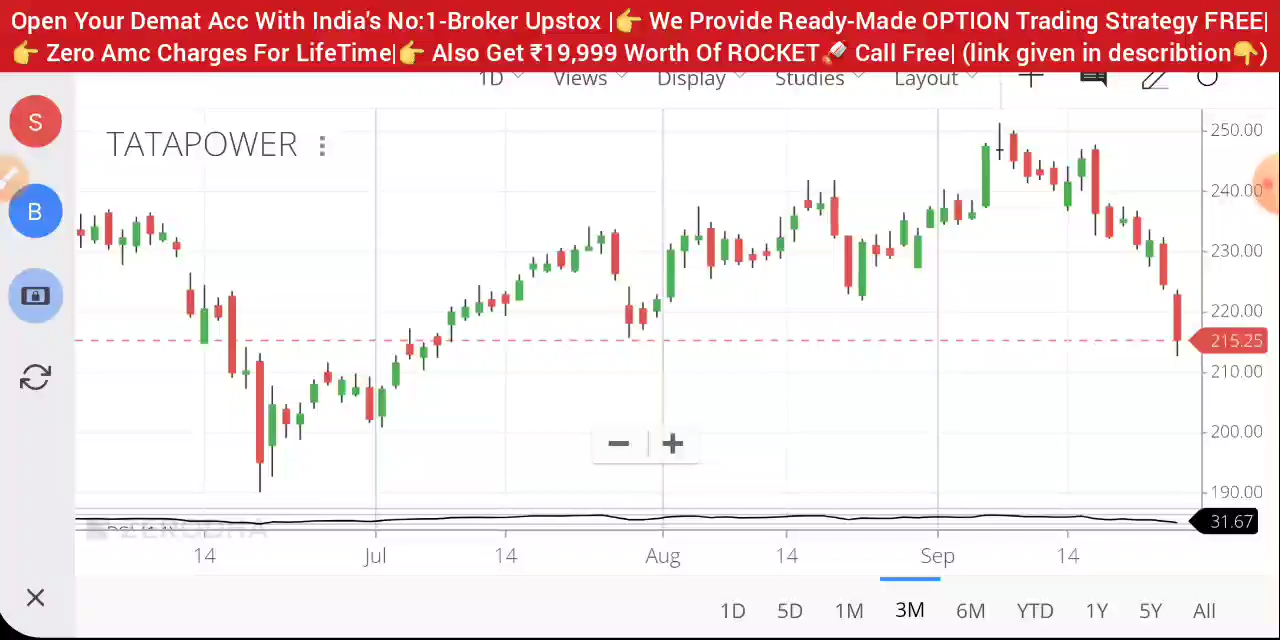 Open Your Demat Acc With India's No:1-Broker Upstox |👉 We Provide Ready-Made OPTION Trading Strategy FREE|
👉 Zero Amc Charges For LifeTime|👉 Also Get ₹19,999 Worth Of ROCKET🚀 Call Free| (link given in describtion👇)
1D Views Display Studies Layout
S
TATAPOWER
B
250.00
240.00
230.00
220.00
215.25
210.00
200.00
190.00
31.67
ZERODHA
14 Jul 14 Aug 14 Sep 14
1D 5D 1M 3M 6M YTD 1Y 5Y All